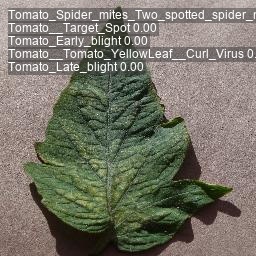 Tomato_Spider_mites_Two_spotted_spider_
Tomato__Target_Spot 0.00
Tomato_Early_blight 0.00
Tomato__Tomato_YellowLeaf__Curl_Virus 0.
Tomato_Late_blight 0.00